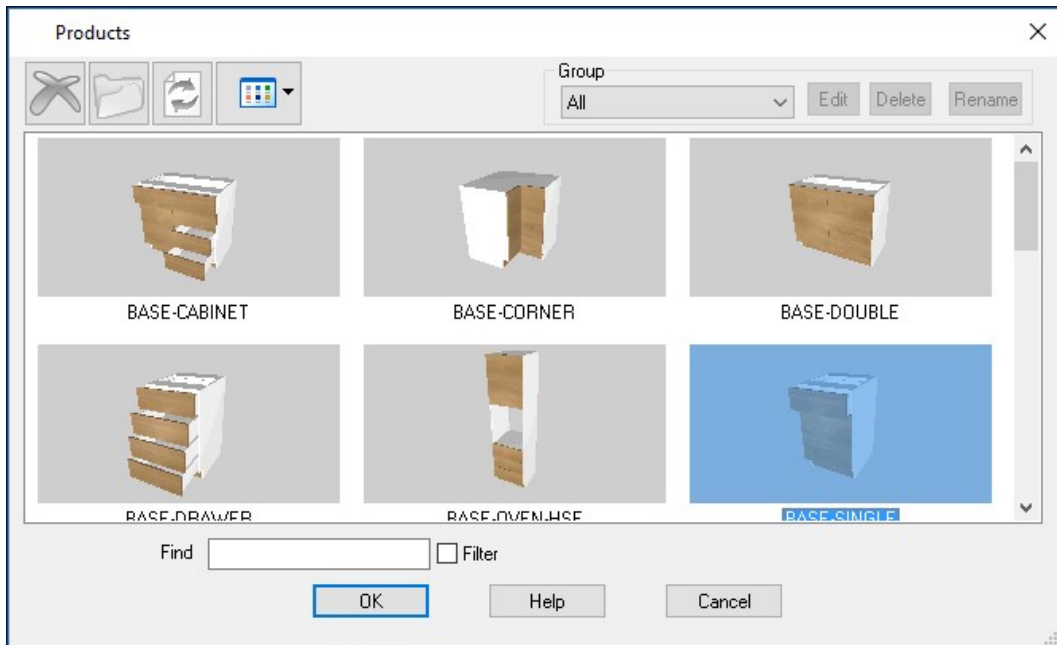 Products
Group
All
Edit Delete Rename
BASE-CABINET BASE-CORNER BASE-DOUBLE
BASE-DRAWER BASE-OVEN-HSE BASE-SINGLE
Find Filter
OK Help Cancel